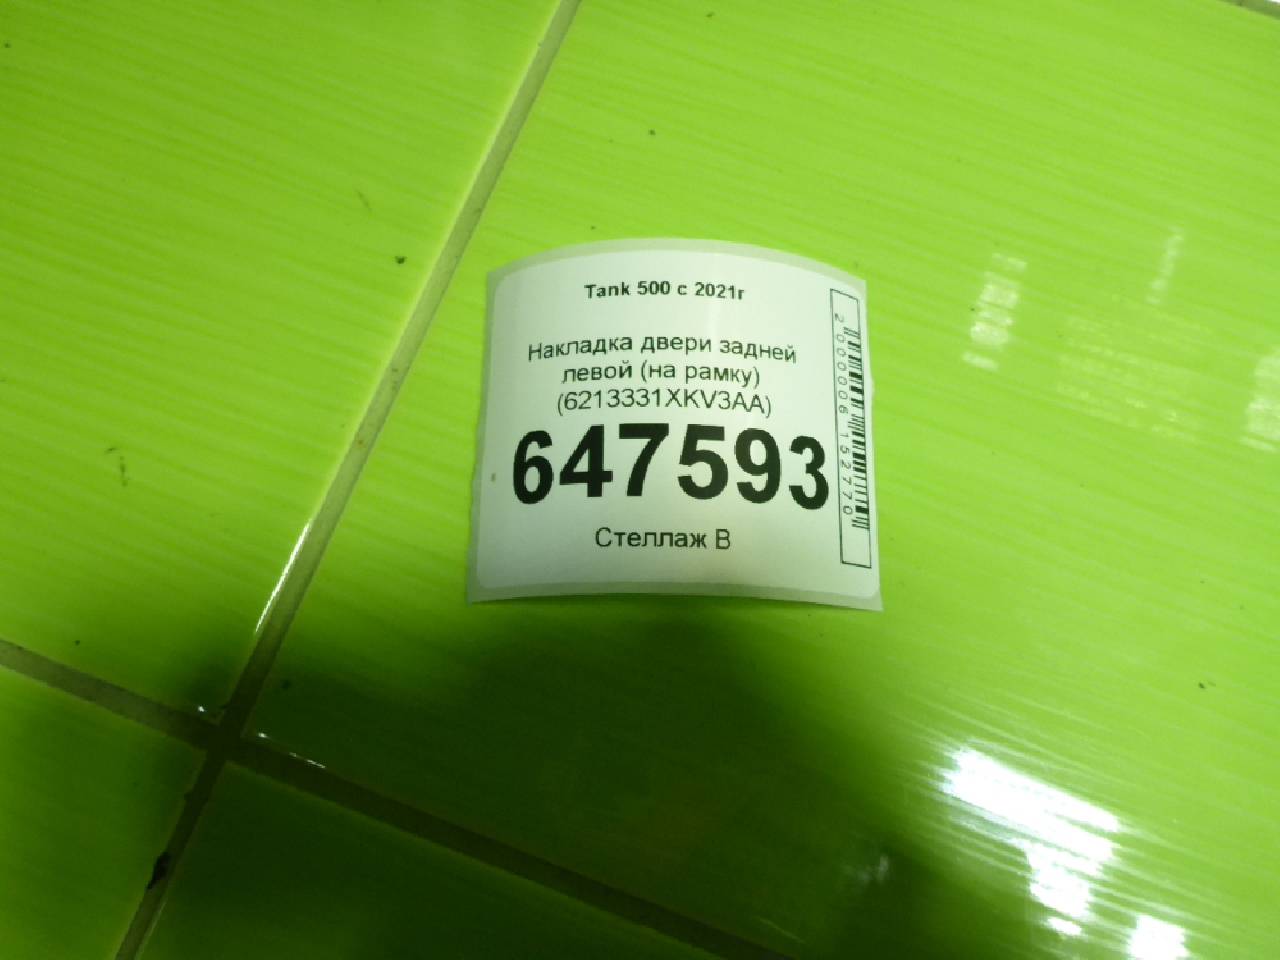 Tank 500 с 2021г
Накладка двери задней
левой (на рамку)
(6213331XKV3AA)
647593
Стеллаж В
2000006152770